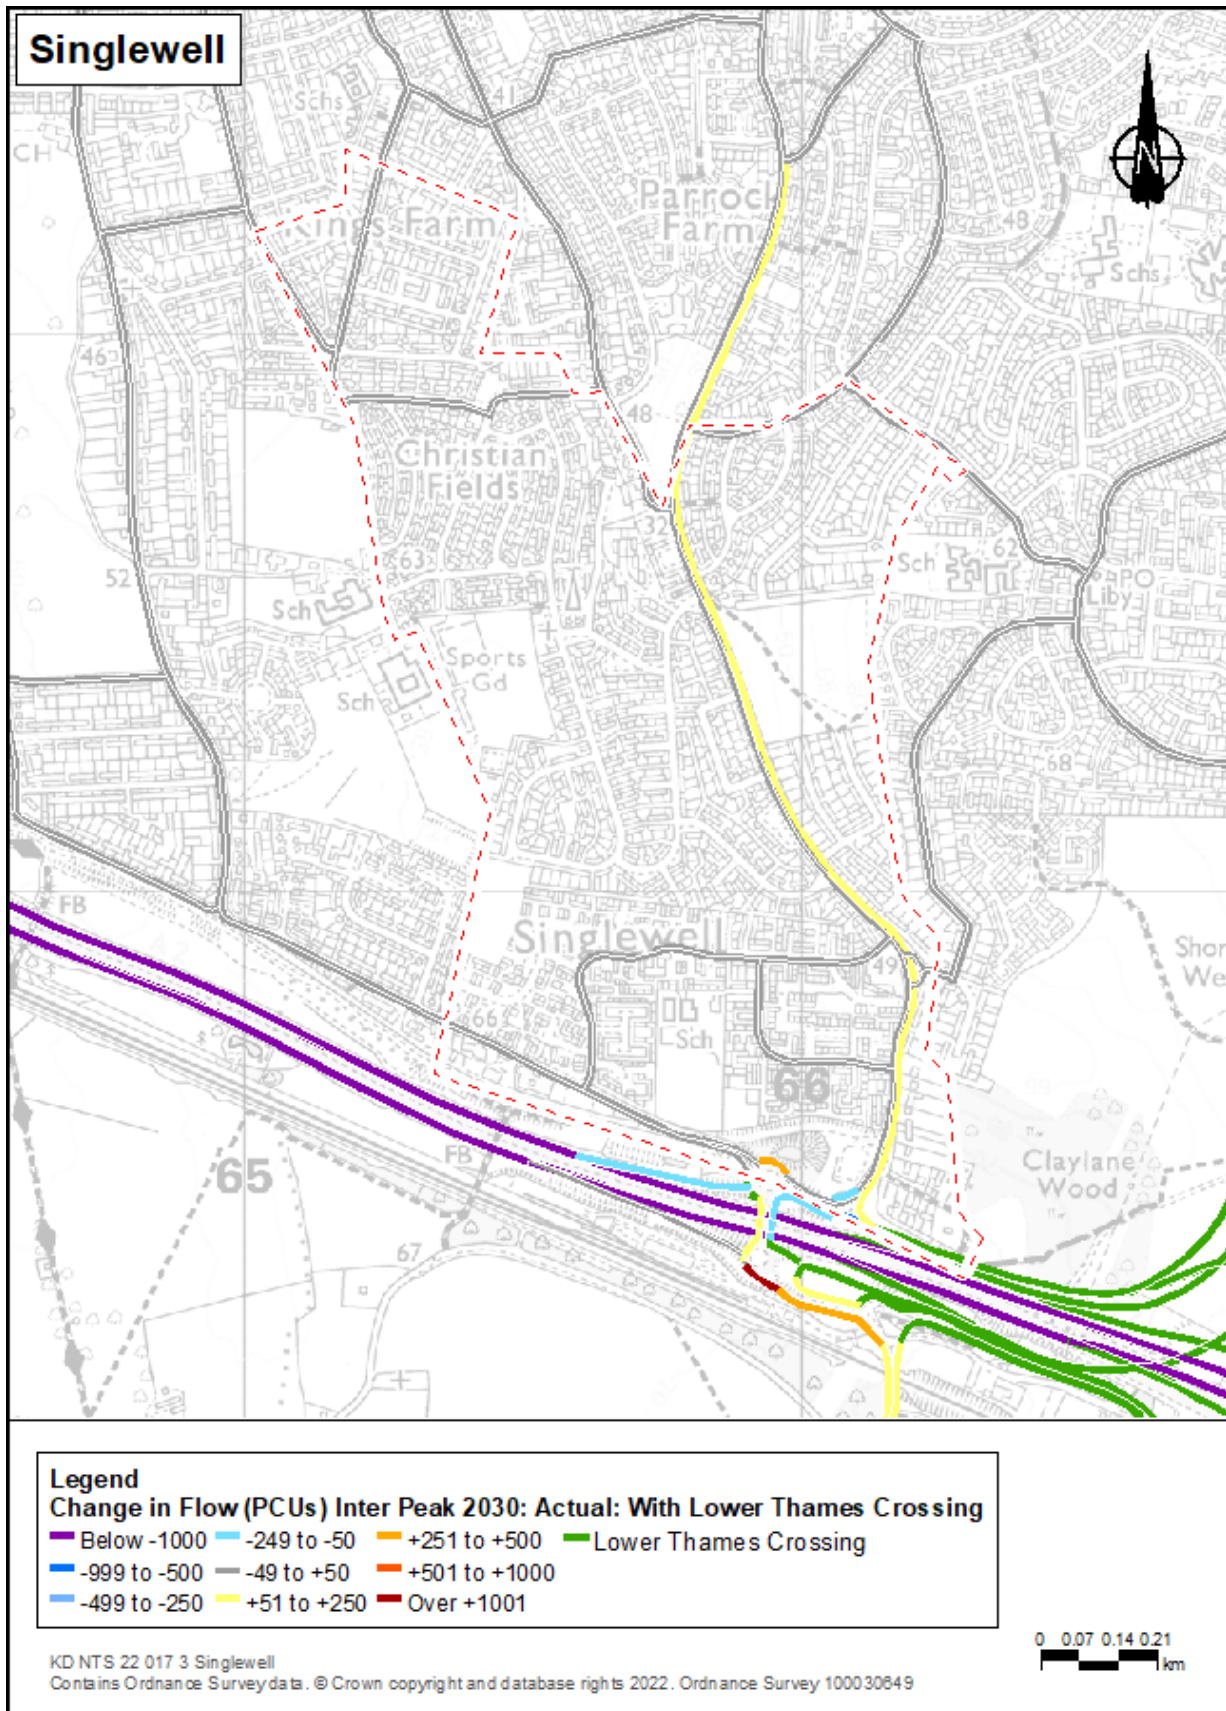 Singlewell
N
Schs
41
CH
Parrock
Farm
48
Kings Farm
Schs
46
48
Christian
Fields
32
52
63
Sch
62
PO
Liby
Sch
Sports
Gd
Sch
68
FB
Singlewell
49
66
Sch
66
65
FB
67
Claylane
Wood
Legend
Change in Flow (PCUs) Inter Peak 2030: Actual: With Lower Thames Crossing
Below -1000 -249 to -50 +251 to +500 Lower Thames Crossing
-999 to -500 -49 to +50 +501 to +1000
-499 to -250 +51 to +250 Over +1001
0 0.07 0.14 0.21
km
KD NTS 22 017 3 Singlewell
Contains Ordnance Survey data. © Crown copyright and database rights 2022. Ordnance Survey 100030649